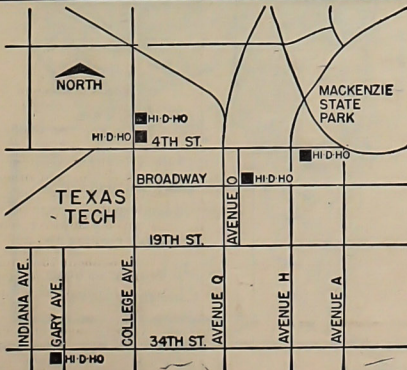 NORTH
MACKENZIE
STATE
PARK
HI·D·HO
HI·D·HO
4TH ST.
HI·D·HO
BROADWAY
HI·D·HO
TEXAS
TECH
AVENUE O
19TH ST.
INDIANA AVE.
GARY AVE.
COLLEGE AVE.
AVENUE Q
AVENUE H
AVENUE A
34TH ST.
HI·D·HO